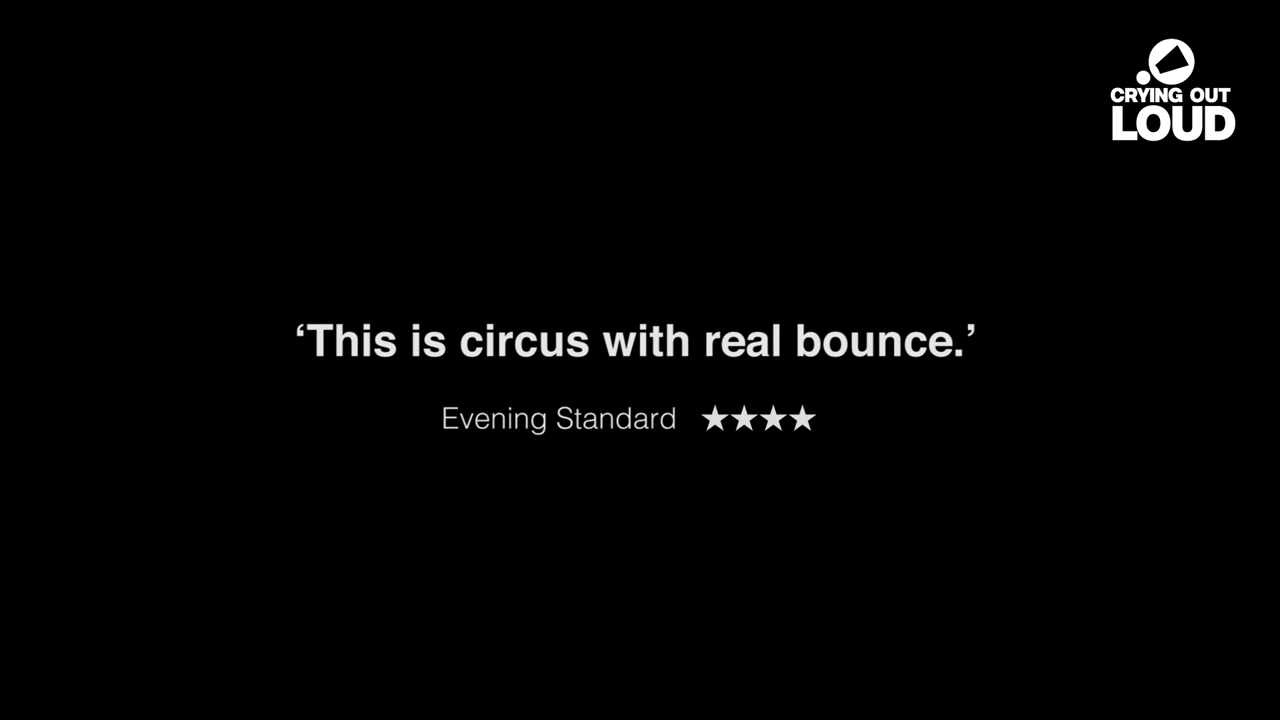 CRYING OUT
LOUD
‘This is circus with real bounce.’
Evening Standard ★★★★